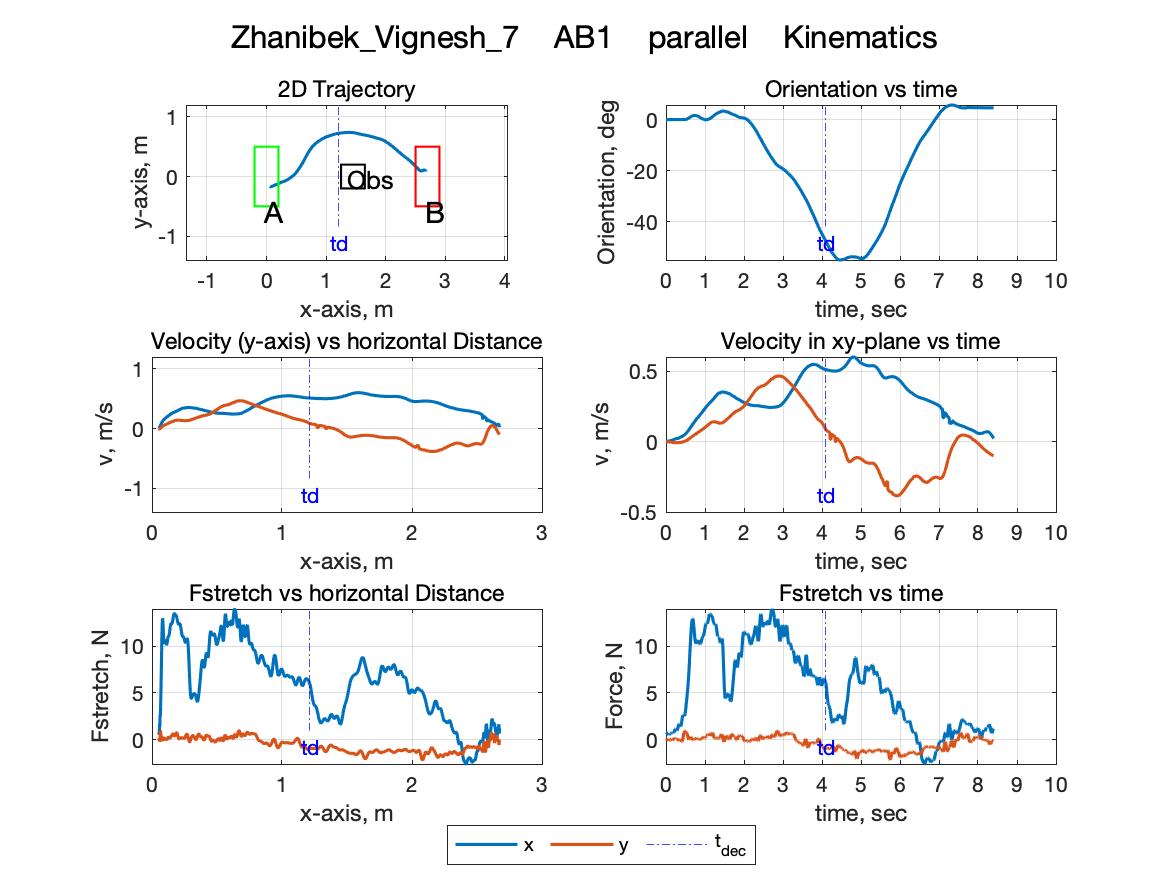 Zhanibek_Vignesh_7 AB1 parallel Kinematics
2D Trajectory
y-axis, m
1
0
-1
A
Obs
B
td
-1 0 1 2 3 4
x-axis, m
Orientation vs time
Orientation, deg
0
-20
-40
td
0 1 2 3 4 5 6 7 8 9 10
time, sec
Velocity (y-axis) vs horizontal Distance
v, m/s
1
0
-1
td
0 1 2 3
x-axis, m
Velocity in xy-plane vs time
v, m/s
0.5
0
-0.5
td
0 1 2 3 4 5 6 7 8 9 10
time, sec
Fstretch vs horizontal Distance
Fstretch, N
10
5
0
td
0 1 2 3
x-axis, m
Fstretch vs time
Force, N
10
5
0
td
0 1 2 3 4 5 6 7 8 9 10
time, sec
x y t_dec